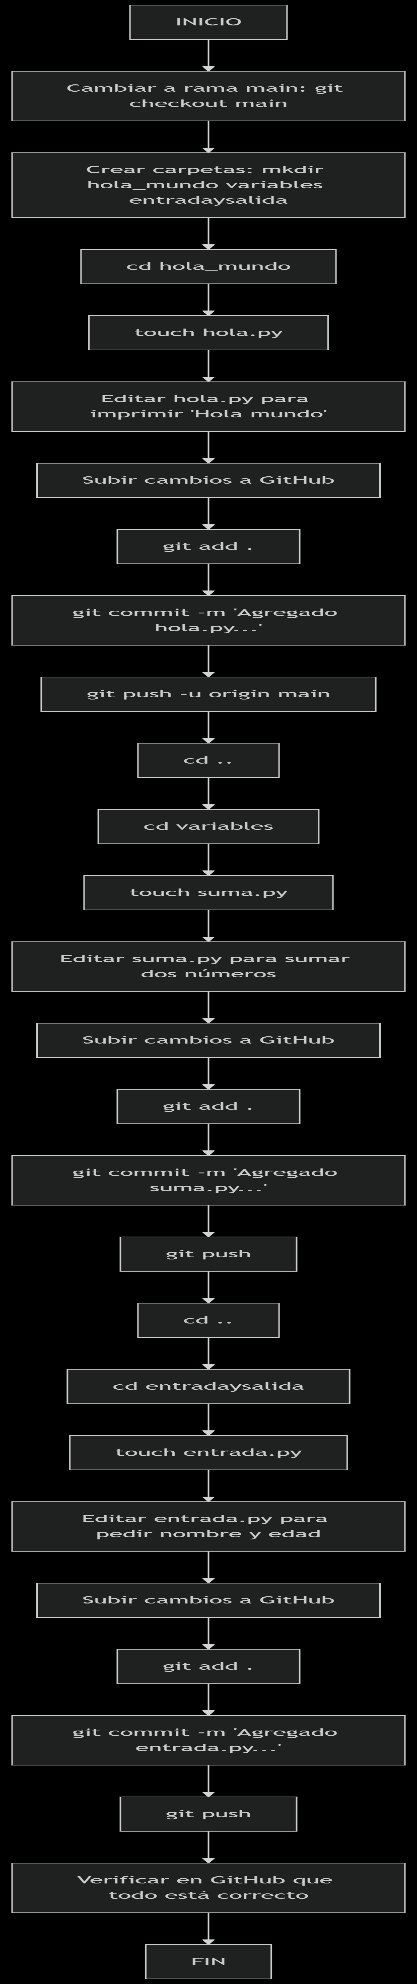 INICIO
Cambiar a rama main: git
checkout main
Crear carpetas: mkdir
hola_mundo variables
entradaysalida
cd hola_mundo
touch hola.py
Editar hola.py para
imprimir 'Hola mundo'
Subir cambios a GitHub
git add .
git commit -m 'Agregado
hola.py...'
git push -u origin main
cd ..
cd variables
touch suma.py
Editar suma.py para sumar
dos números
Subir cambios a GitHub
git add .
git commit -m 'Agregado
suma.py...'
git push
cd ..
cd entradaysalida
touch entrada.py
Editar entrada.py para
pedir nombre y edad
Subir cambios a GitHub
git add .
git commit -m 'Agregado
entrada.py...'
git push
Verificar en GitHub que
todo está correcto
FIN